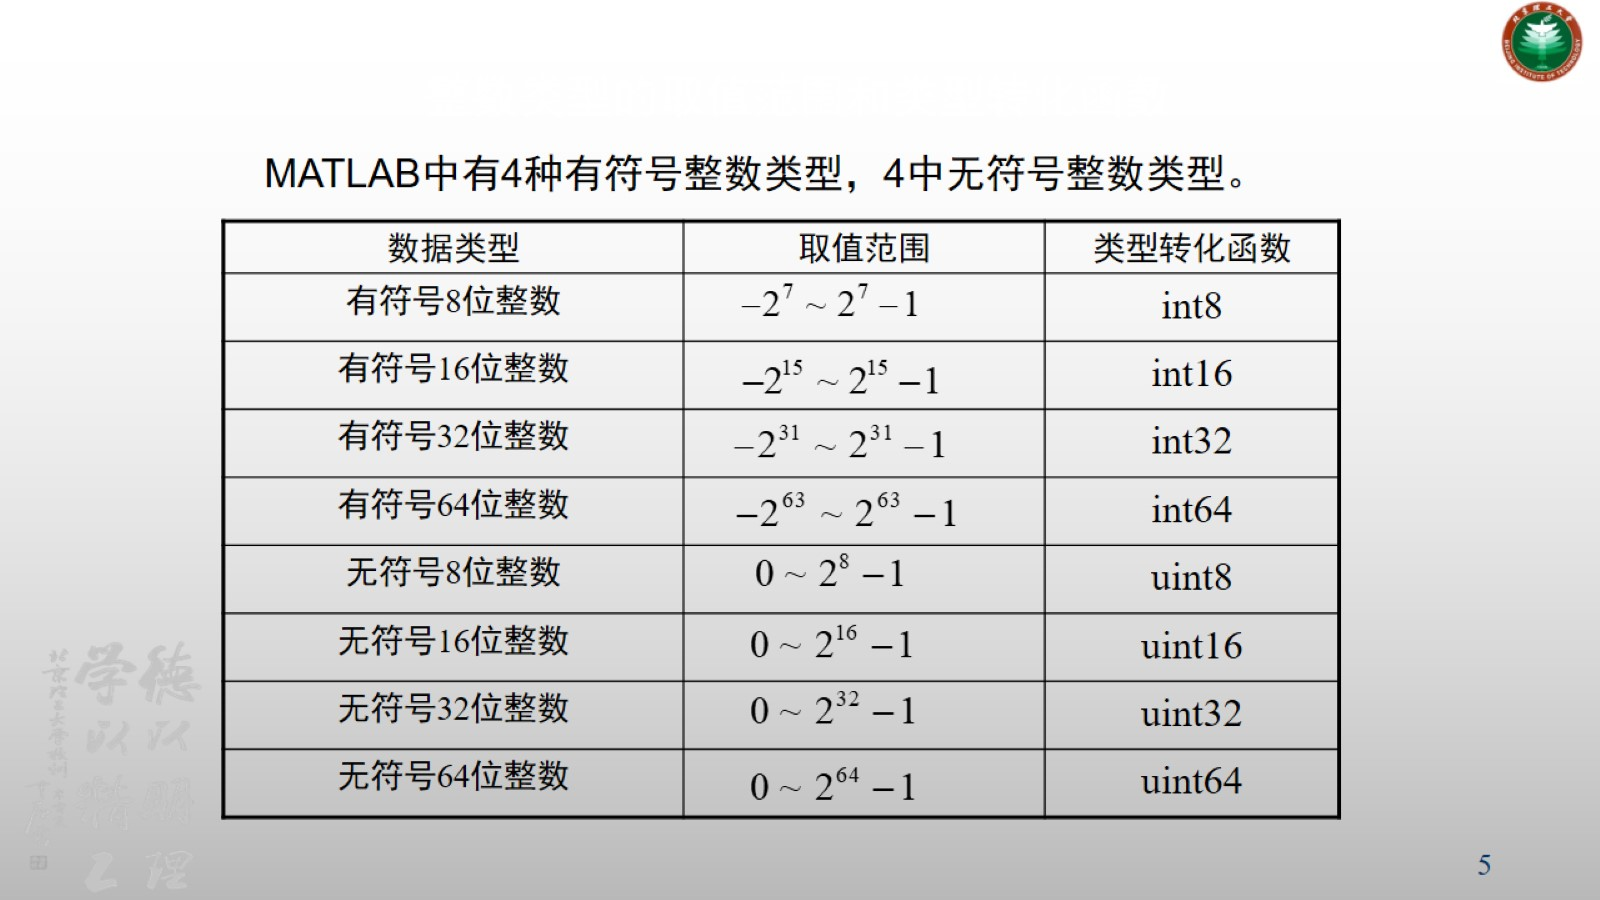 MATLAB中有4种有符号整数类型，4中无符号整数类型。
数据类型 取值范围 类型转化函数
有符号8位整数 −2^7 ~ 2^7 −1 int8
有符号16位整数 −2^15 ~ 2^15 −1 int16
有符号32位整数 −2^31 ~ 2^31 −1 int32
有符号64位整数 −2^63 ~ 2^63 −1 int64
无符号8位整数 0 ~ 2^8 −1 uint8
无符号16位整数 0 ~ 2^16 −1 uint16
无符号32位整数 0 ~ 2^32 −1 uint32
无符号64位整数 0 ~ 2^64 −1 uint64
5